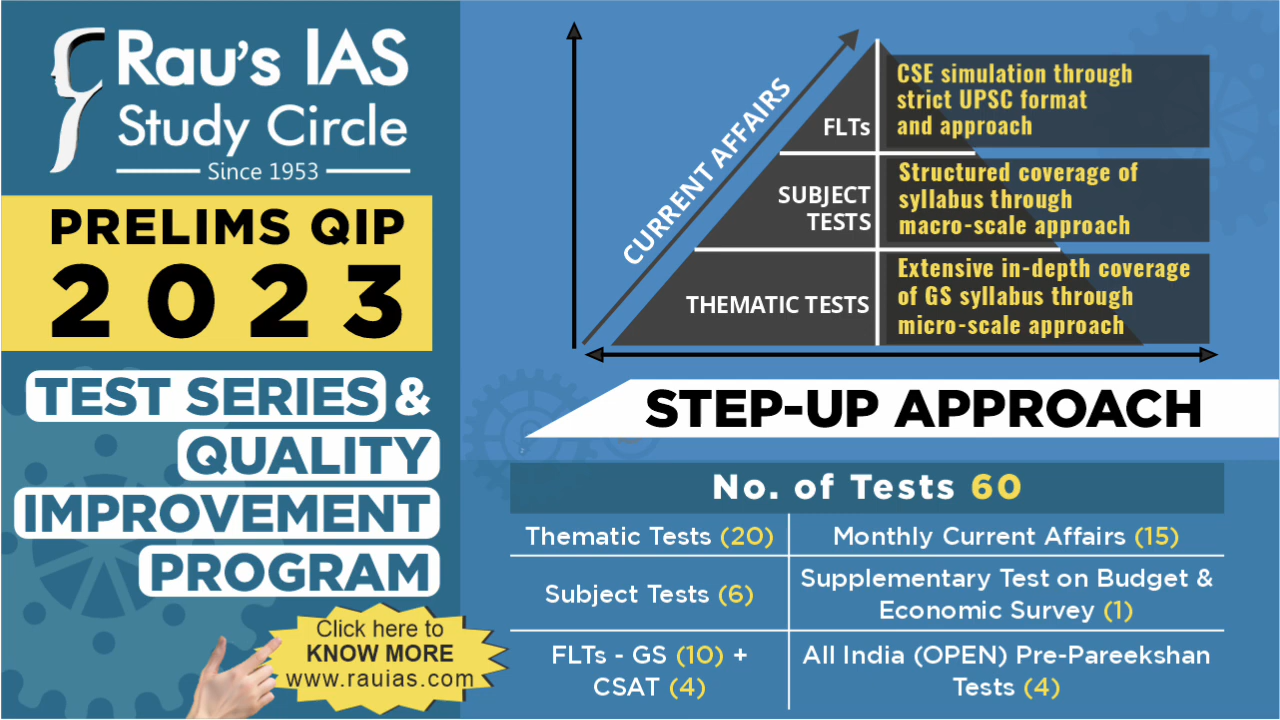 Rau's IAS
Study Circle
Since 1953
PRELIMS QIP
2023
TEST SERIES &
QUALITY
IMPROVEMENT
PROGRAM
Click here to
KNOW MORE
www.rauias.com
CURRENT AFFAIRS
FLTs
CSE simulation through
strict UPSC format
and approach
SUBJECT
TESTS
Structured coverage of
syllabus through
macro-scale approach
THEMATIC TESTS
Extensive in-depth coverage
of GS syllabus through
micro-scale approach
STEP-UP APPROACH
No. of Tests 60
Thematic Tests (20)
Monthly Current Affairs (15)
Subject Tests (6)
Supplementary Test on Budget &
Economic Survey (1)
FLTs - GS (10) +
CSAT (4)
All India (OPEN) Pre-Pareekshan
Tests (4)